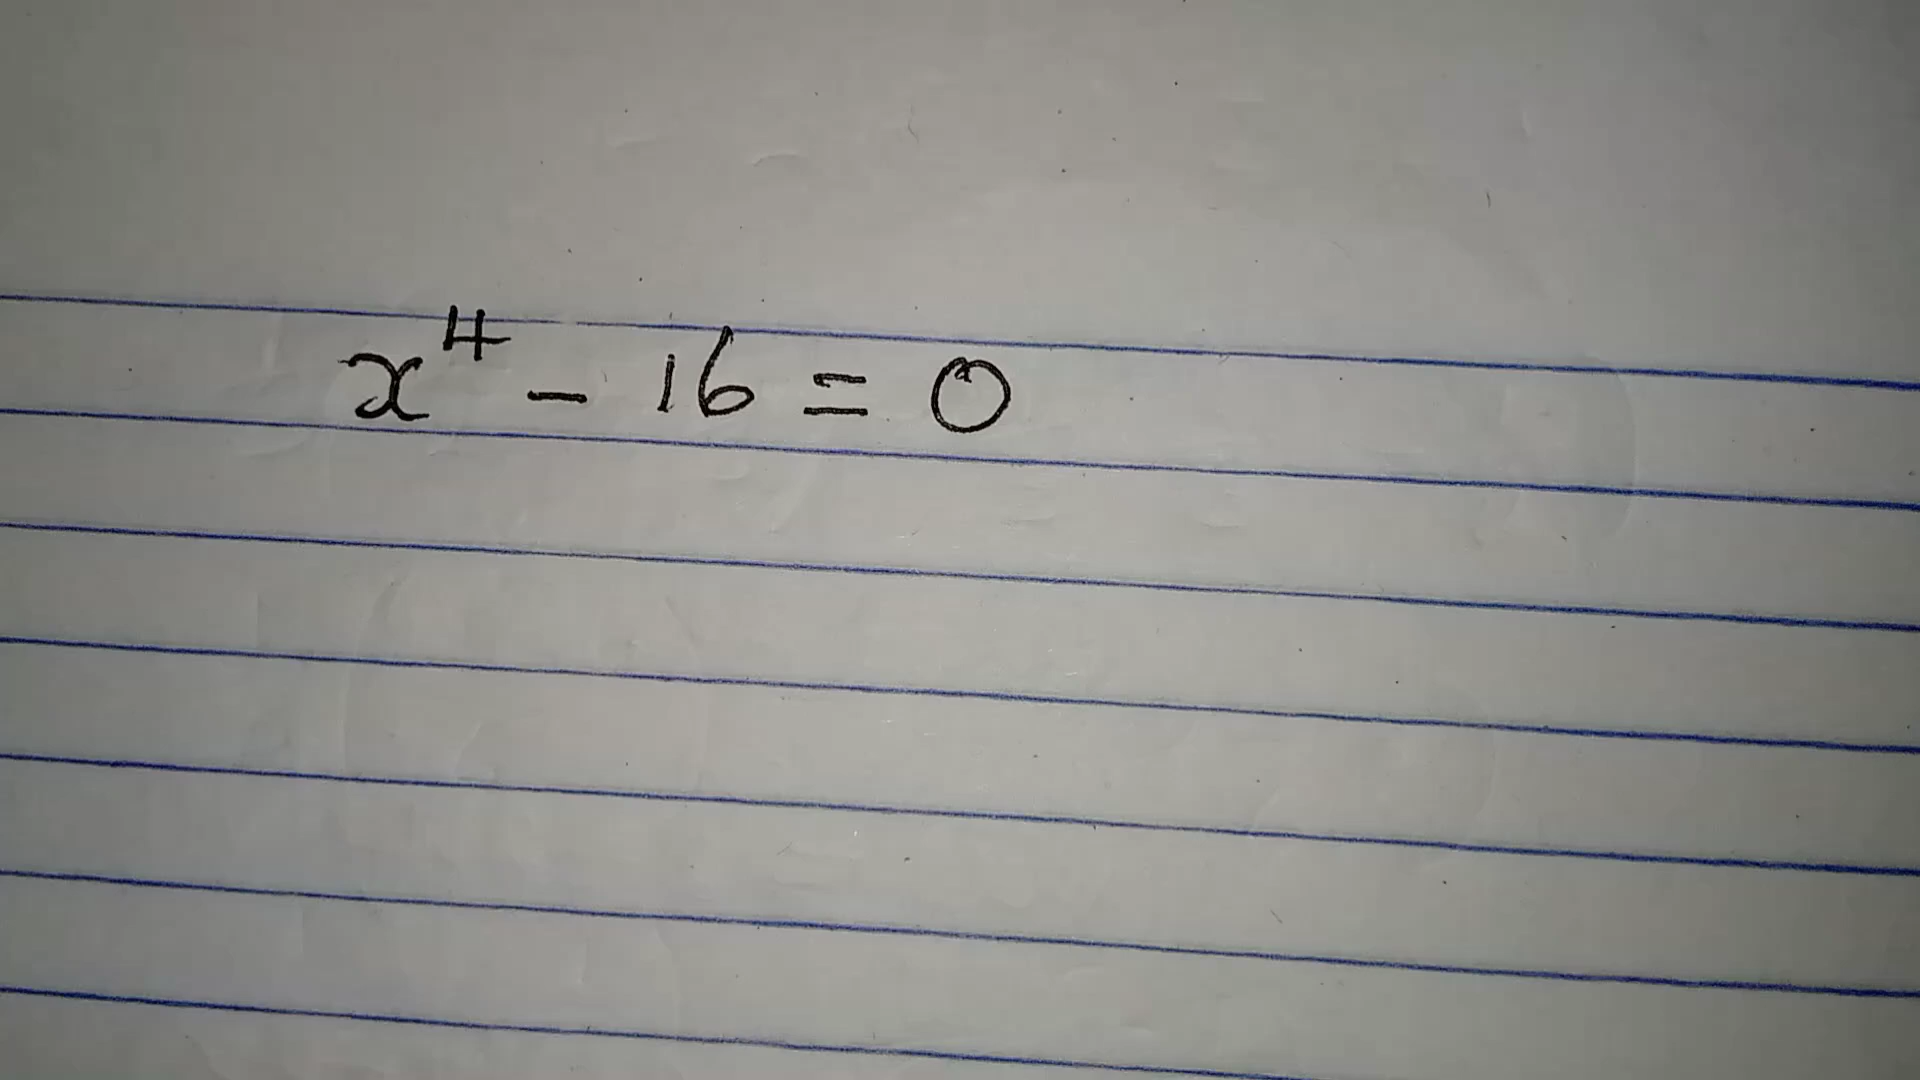 x⁴ - 16 = 0